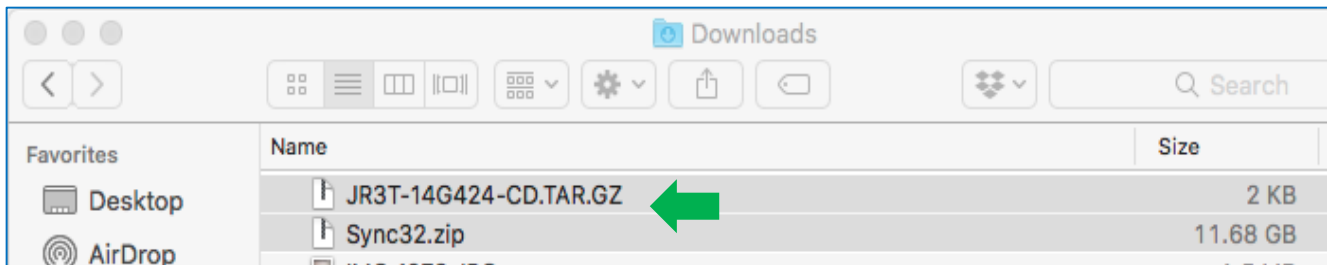 Downloads
Search
Favorites
Name
Size
Desktop
JR3T-14G424-CD.TAR.GZ
2 KB
Sync32.zip
11.68 GB
AirDrop